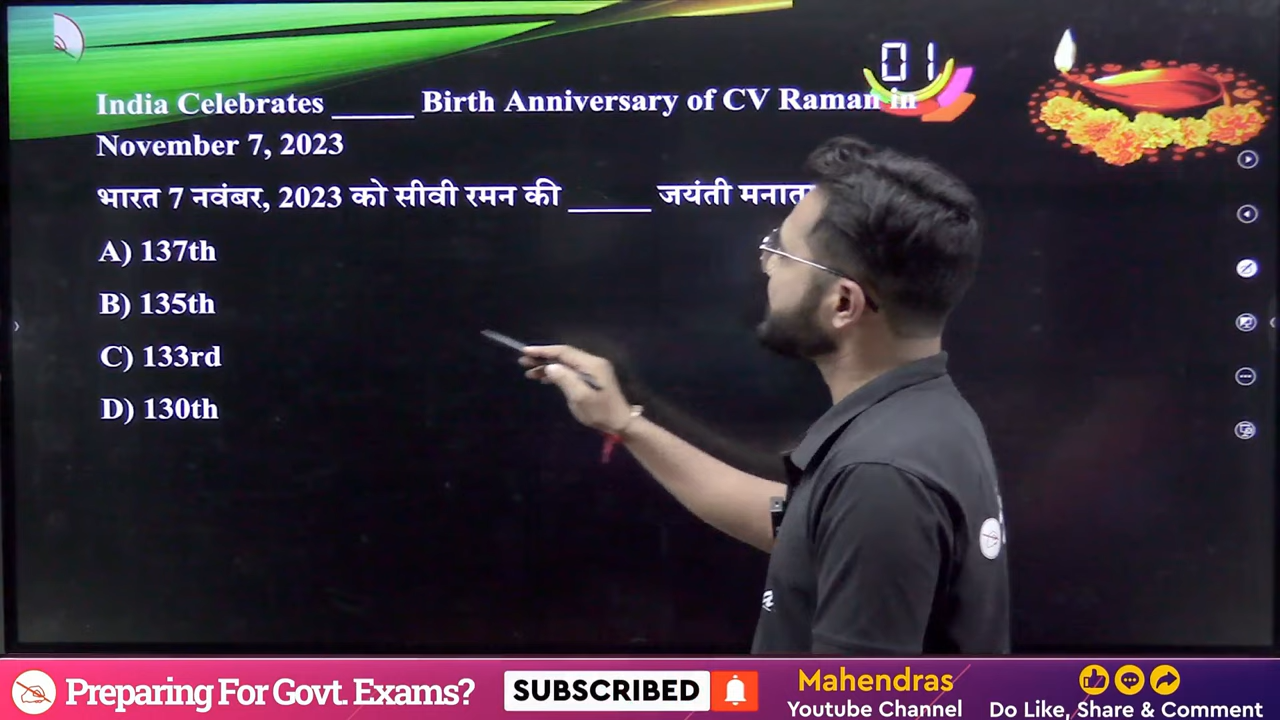 01
India Celebrates _____ Birth Anniversary of CV Raman in
November 7, 2023
भारत 7 नवंबर, 2023 को सीवी रमन की _____ जयंती मनात
A) 137th
B) 135th
C) 133rd
D) 130th
Preparing For Govt. Exams?
SUBSCRIBED
Mahendras
Youtube Channel
Do Like, Share & Comment